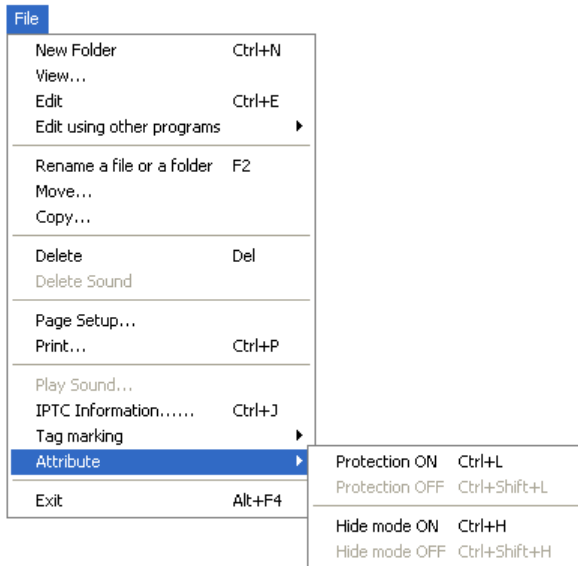 File
New Folder Ctrl+N
View...
Edit Ctrl+E
Edit using other programs
Rename a file or a folder F2
Move...
Copy...
Delete Del
Delete Sound
Page Setup...
Print... Ctrl+P
Play Sound...
IPTC Information...... Ctrl+J
Tag marking
Attribute
Exit Alt+F4
Protection ON Ctrl+L
Protection OFF Ctrl+Shift+L
Hide mode ON Ctrl+H
Hide mode OFF Ctrl+Shift+H